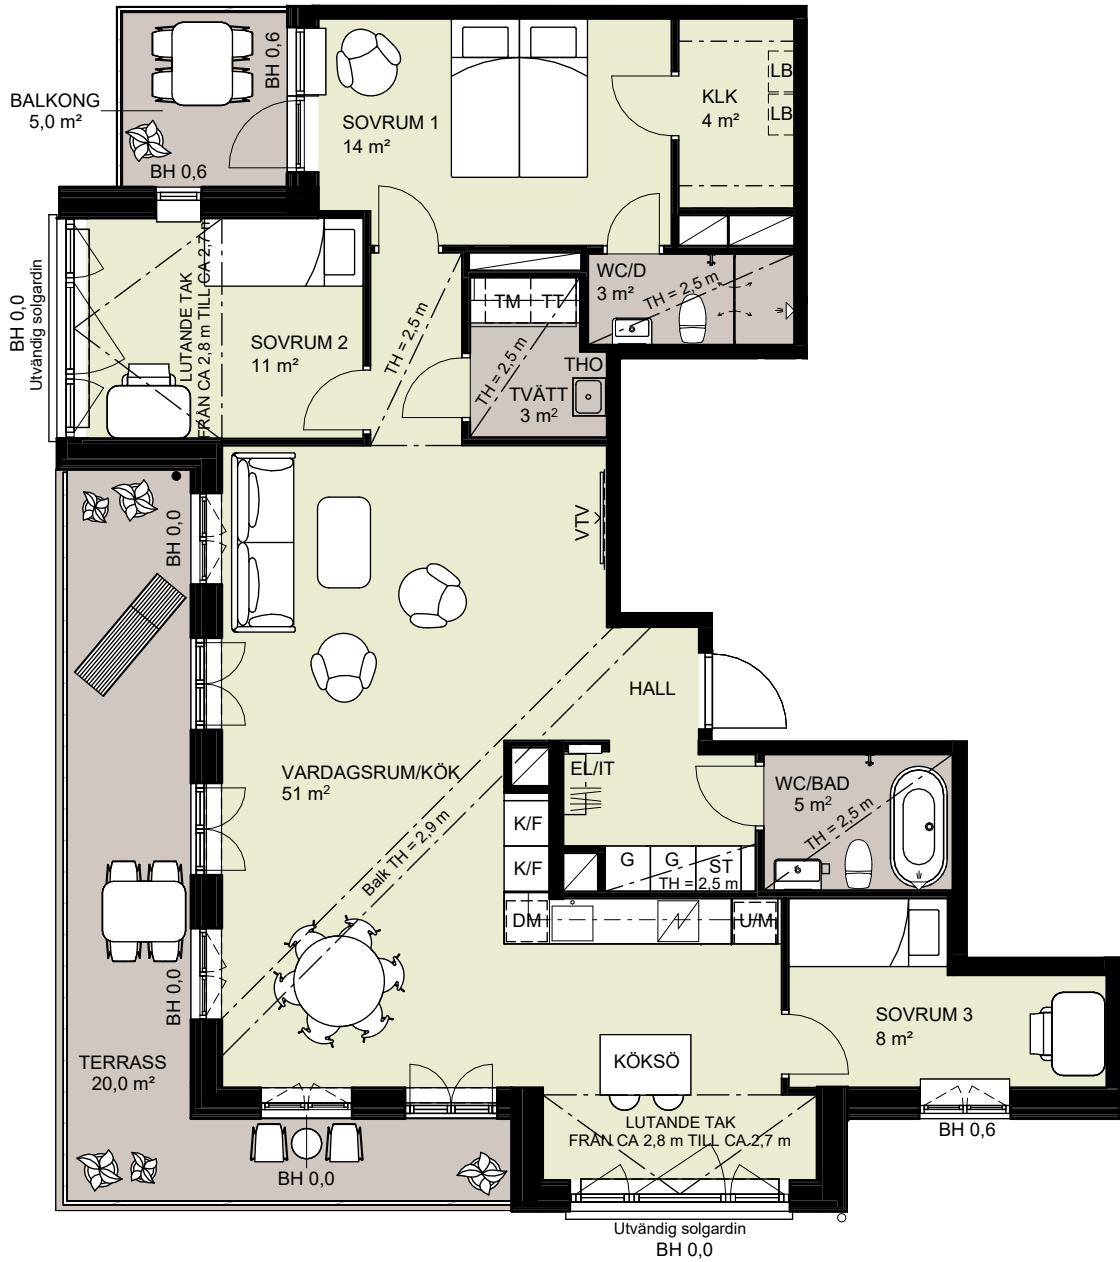 BH 0,6
BALKONG
5,0 m²
BH 0,6
SOVRUM 1
14 m²
KLK
4 m²
LB
LB
BH 0,0
Utvändig solgardin
LUTANDE TAK
FRÅN CA 2,8 m TILL CA 2,7 m
SOVRUM 2
11 m²
TH = 2,5 m
TM
TT
TH = 2,5 m
THO
TVÄTT
3 m²
WC/D
3 m²
TH = 2,5 m
BH 0,0
VTV
HALL
VARDAGSRUM/KÖK
51 m²
EL/IT
WC/BAD
5 m²
TH = 2,5 m
K/F
K/F
Balk TH = 2,9 m
G
G
ST
TH = 2,5 m
DM
U/M
BH 0,0
SOVRUM 3
8 m²
TERRASS
20,0 m²
KÖKSÖ
LUTANDE TAK
FRÅN CA 2,8 m TILL CA 2,7 m
BH 0,6
BH 0,0
Utvändig solgardin
BH 0,0